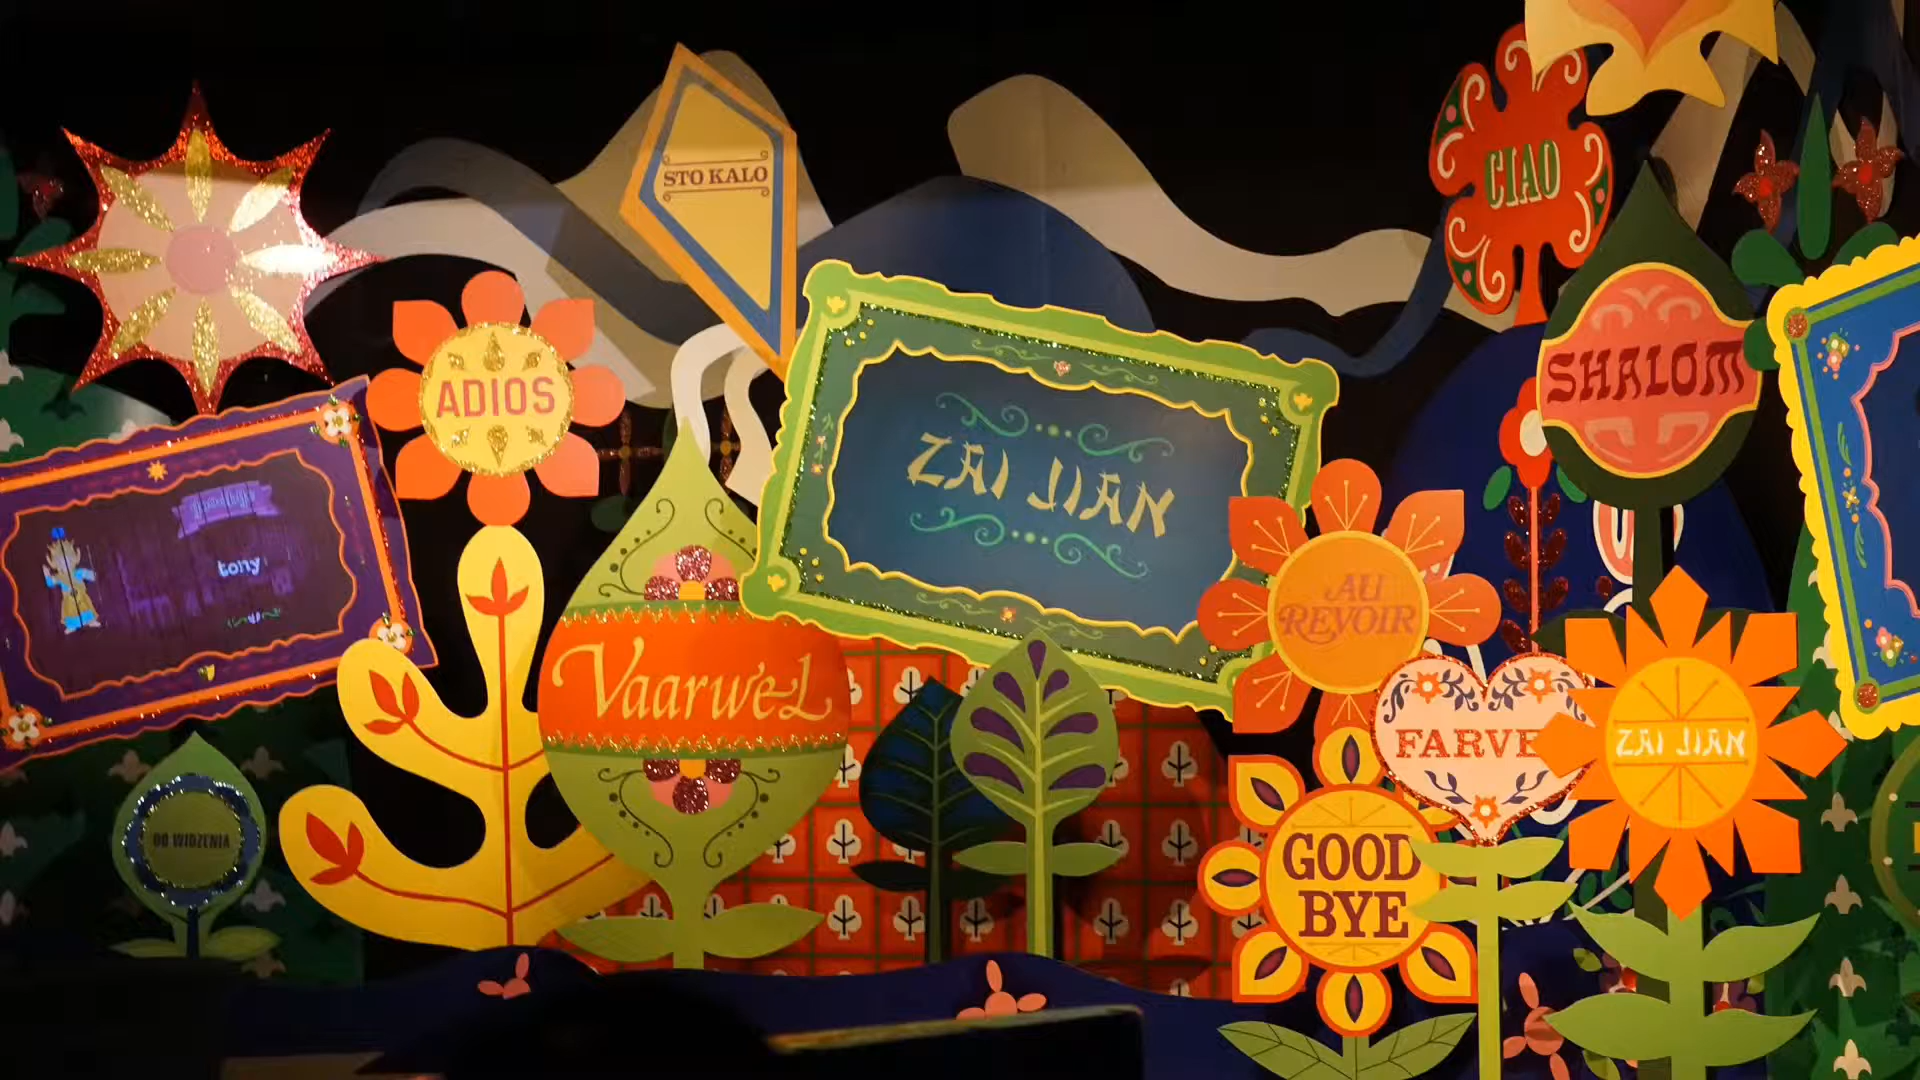 STO KALO
CIAO
ADIOS
SHALOM
ZAI JIAN
tony
AU
REVOIR
Vaarwel
FARVE
ZAI JIAN
DO WIDZENIA
GOOD
BYE